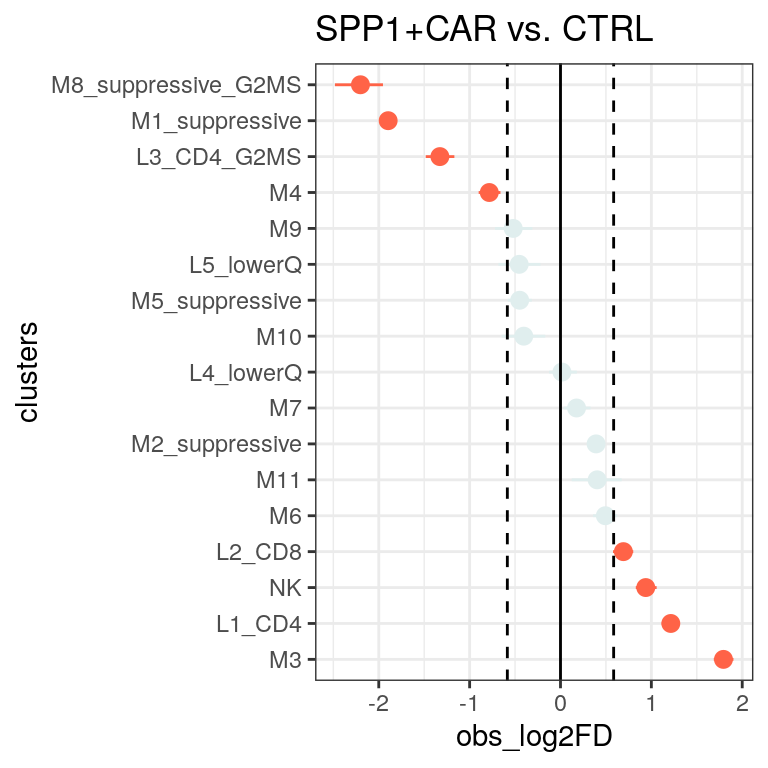 SPP1+CAR vs. CTRL
M8_suppressive_G2MS
M1_suppressive
L3_CD4_G2MS
M4
M9
L5_lowerQ
M5_suppressive
M10
L4_lowerQ
M7
M2_suppressive
M11
M6
L2_CD8
NK
L1_CD4
M3
clusters
-2 -1 0 1 2
obs_log2FD